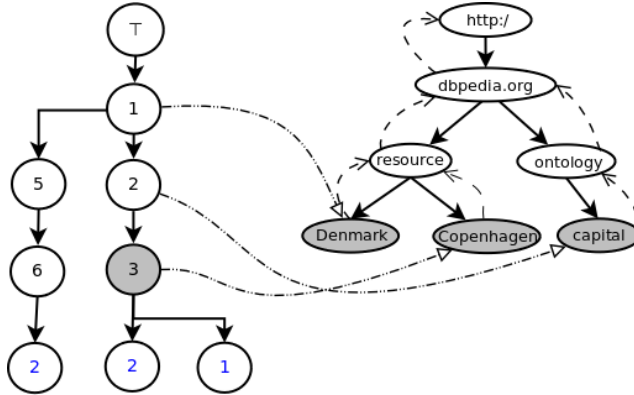 ⊤
http:/
dbpedia.org
1
resource
ontology
5
2
Denmark
Copenhagen
capital
6
3
2
2
1